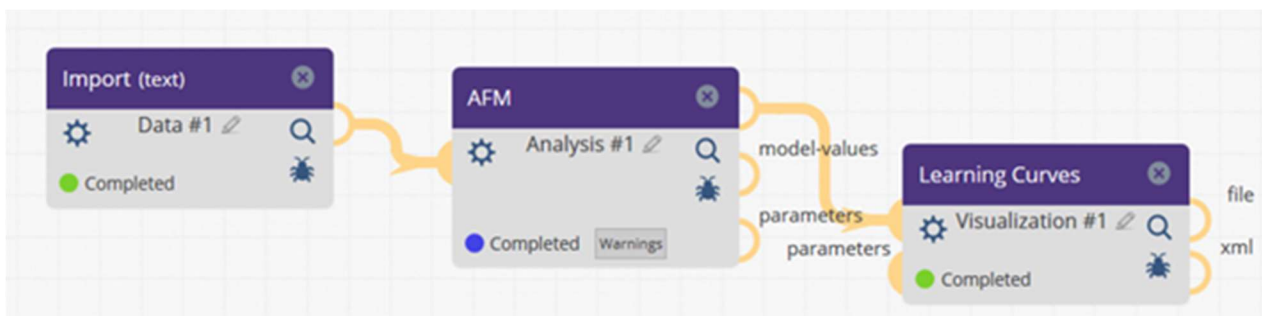 Import (text)
Data #1
Completed
AFM
Analysis #1
Completed
Warnings
model-values
parameters
parameters
Learning Curves
Visualization #1
Completed
file
xml